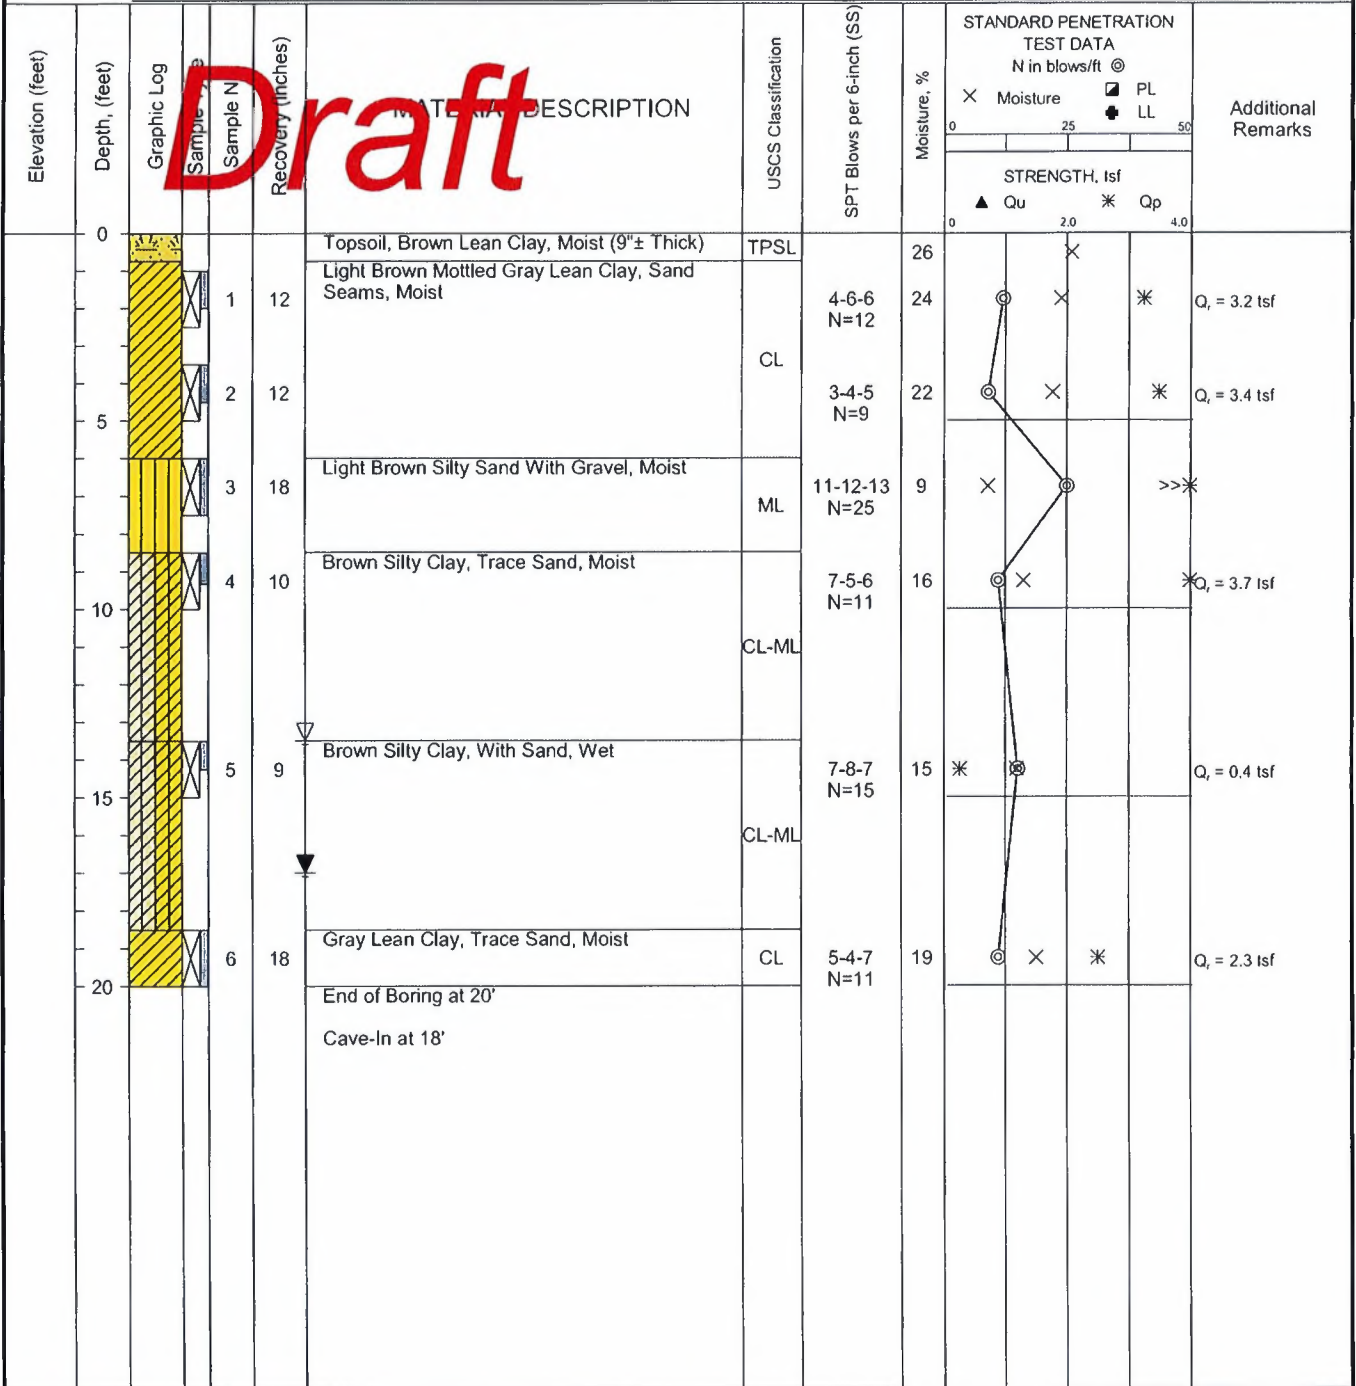 Draft
Elevation (feet)
Depth, (feet)
Graphic Log
Sample
Sample N
Recovery (inches)
MATERIAL DESCRIPTION
USCS Classification
SPT Blows per 6-inch (SS)
Moisture, %
STANDARD PENETRATION
TEST DATA
N in blows/ft
Moisture
PL
LL
0 25 50
STRENGTH, tsf
Qu Qp
0 2.0 4.0
Additional
Remarks
0
Topsoil, Brown Lean Clay, Moist (9"± Thick) TPSL 26
Light Brown Mottled Gray Lean Clay, Sand
Seams, Moist
1 12 4-6-6 24 Qr = 3.2 tsf
N=12
CL
2 12 3-4-5 22 Qr = 3.4 tsf
N=9
5
Light Brown Silty Sand With Gravel, Moist
3 18 11-12-13 9 >>
ML N=25
Brown Silty Clay, Trace Sand, Moist
4 10 7-5-6 16 Qr = 3.7 tsf
N=11
10
CL-ML
Brown Silty Clay, With Sand, Wet
5 9 7-8-7 15 Qr = 0.4 tsf
N=15
15
CL-ML
Gray Lean Clay, Trace Sand, Moist
6 18 CL 5-4-7 19 Qr = 2.3 tsf
N=11
20
End of Boring at 20'
Cave-In at 18'